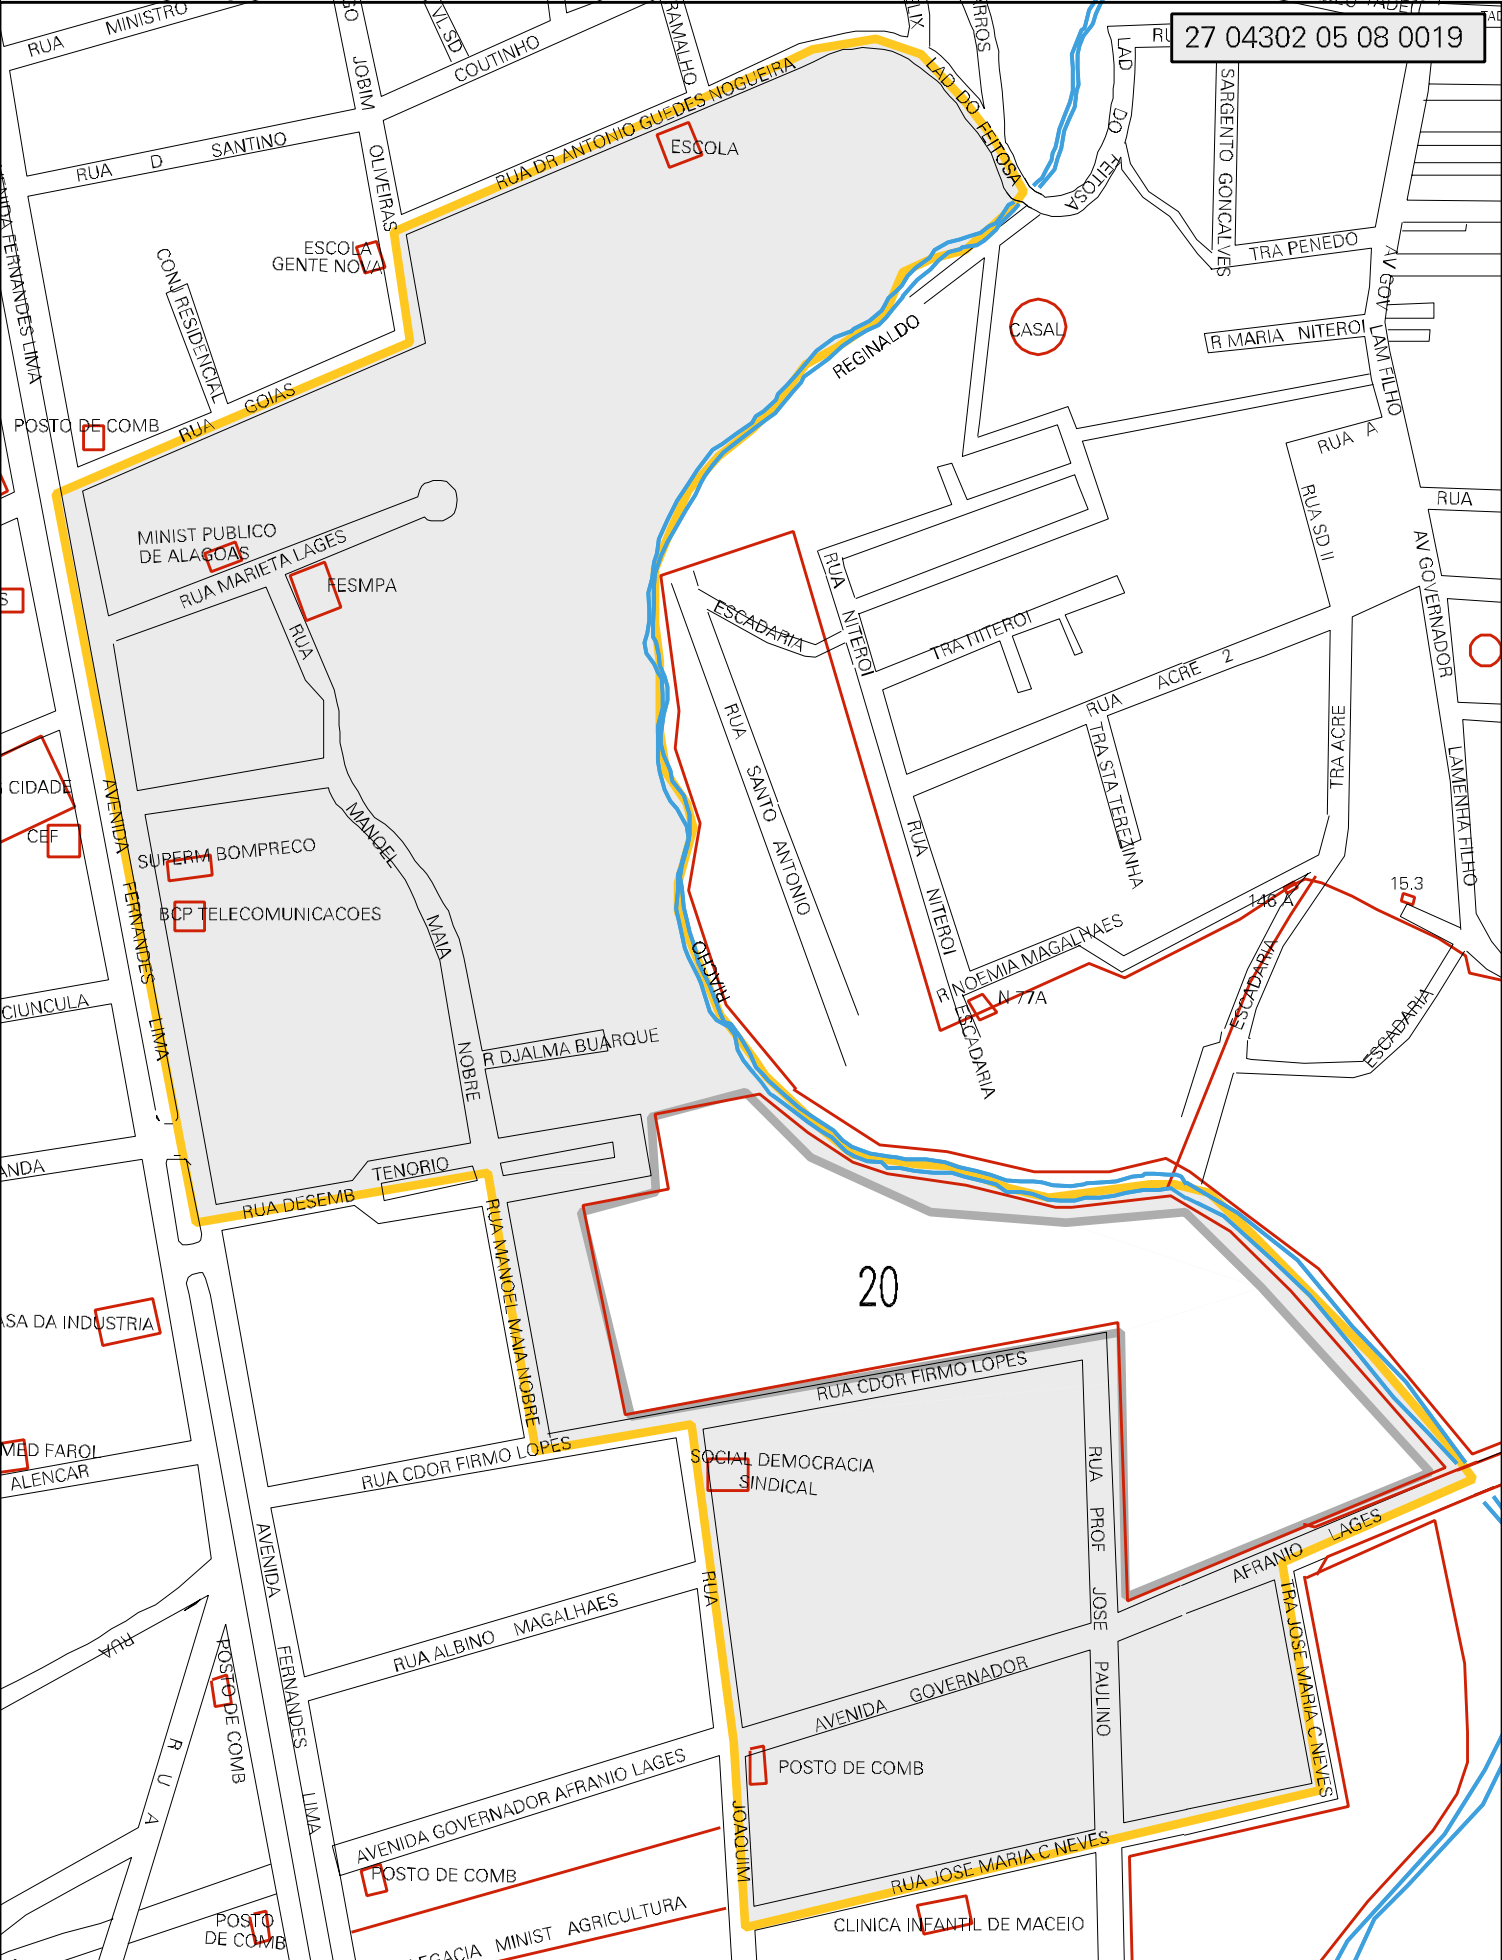 27 04302 05 08 0019
RUA MINISTRO
JOBIM
OLIVEIRAS
VL SD
COUTINHO
RAMALHO
LAD DO FEITOSA
LAD DO FEITOSA
RUA D SANTINO
RUA DR ANTONIO GUEDES NOGUEIRA
ESCOLA
ESCOLA
GENTE NOVA
CONJ RESIDENCIAL
AVENIDA FERNANDES LIMA
SARGENTO GONCALVES
TRA PENEDO
AV GOV
LAM FILHO
R MARIA NITEROI
CASAL
REGINALDO
RUA GOIAS
POSTO DE COMB
RUA A
RUA
RUA SD II
MINIST PUBLICO
DE ALAGOAS
RUA MARIETA LAGES
FESMPA
RUA MANOEL MAIA NOBRE
ESCADARIA
RUA NITEROI
TRA NITEROI
RUA ACRE 2
AV GOVERNADOR
LAMENHA FILHO
TRA ACRE
TRA STA TEREZINHA
RUA SANTO ANTONIO
RUA NITEROI
CIDADE
CEF
AVENIDA FERNANDES LIMA
SUPERM BOMPRECO
BCP TELECOMUNICACOES
146 A
15.3
R NOEMIA MAGALHAES
N 77A
ESCADARIA
ESCADARIA
ESCADARIA
RIACHO
CIUNCULA
R DJALMA BUARQUE
ANDA
RUA DESEMB TENORIO
RUA MANOEL MAIA NOBRE
20
ASA DA INDUSTRIA
RUA CDOR FIRMO LOPES
RUA CDOR FIRMO LOPES
MED FAROL
ALENCAR
SOCIAL DEMOCRACIA
SINDICAL
RUA PROF JOSE PAULINO
AVENIDA FERNANDES LIMA
AVENIDA GOVERNADOR AFRANIO LAGES
RUA ALBINO MAGALHAES
RUA JOAQUIM
TRA JOSE MARIA C NEVES
RUA
RUA
POSTO DE COMB
POSTO DE COMB
AVENIDA GOVERNADOR AFRANIO LAGES
POSTO DE COMB
RUA JOSE MARIA C NEVES
CLINICA INFANTIL DE MACEIO
POSTO
DE COMB
EGACIA MINIST AGRICULTURA